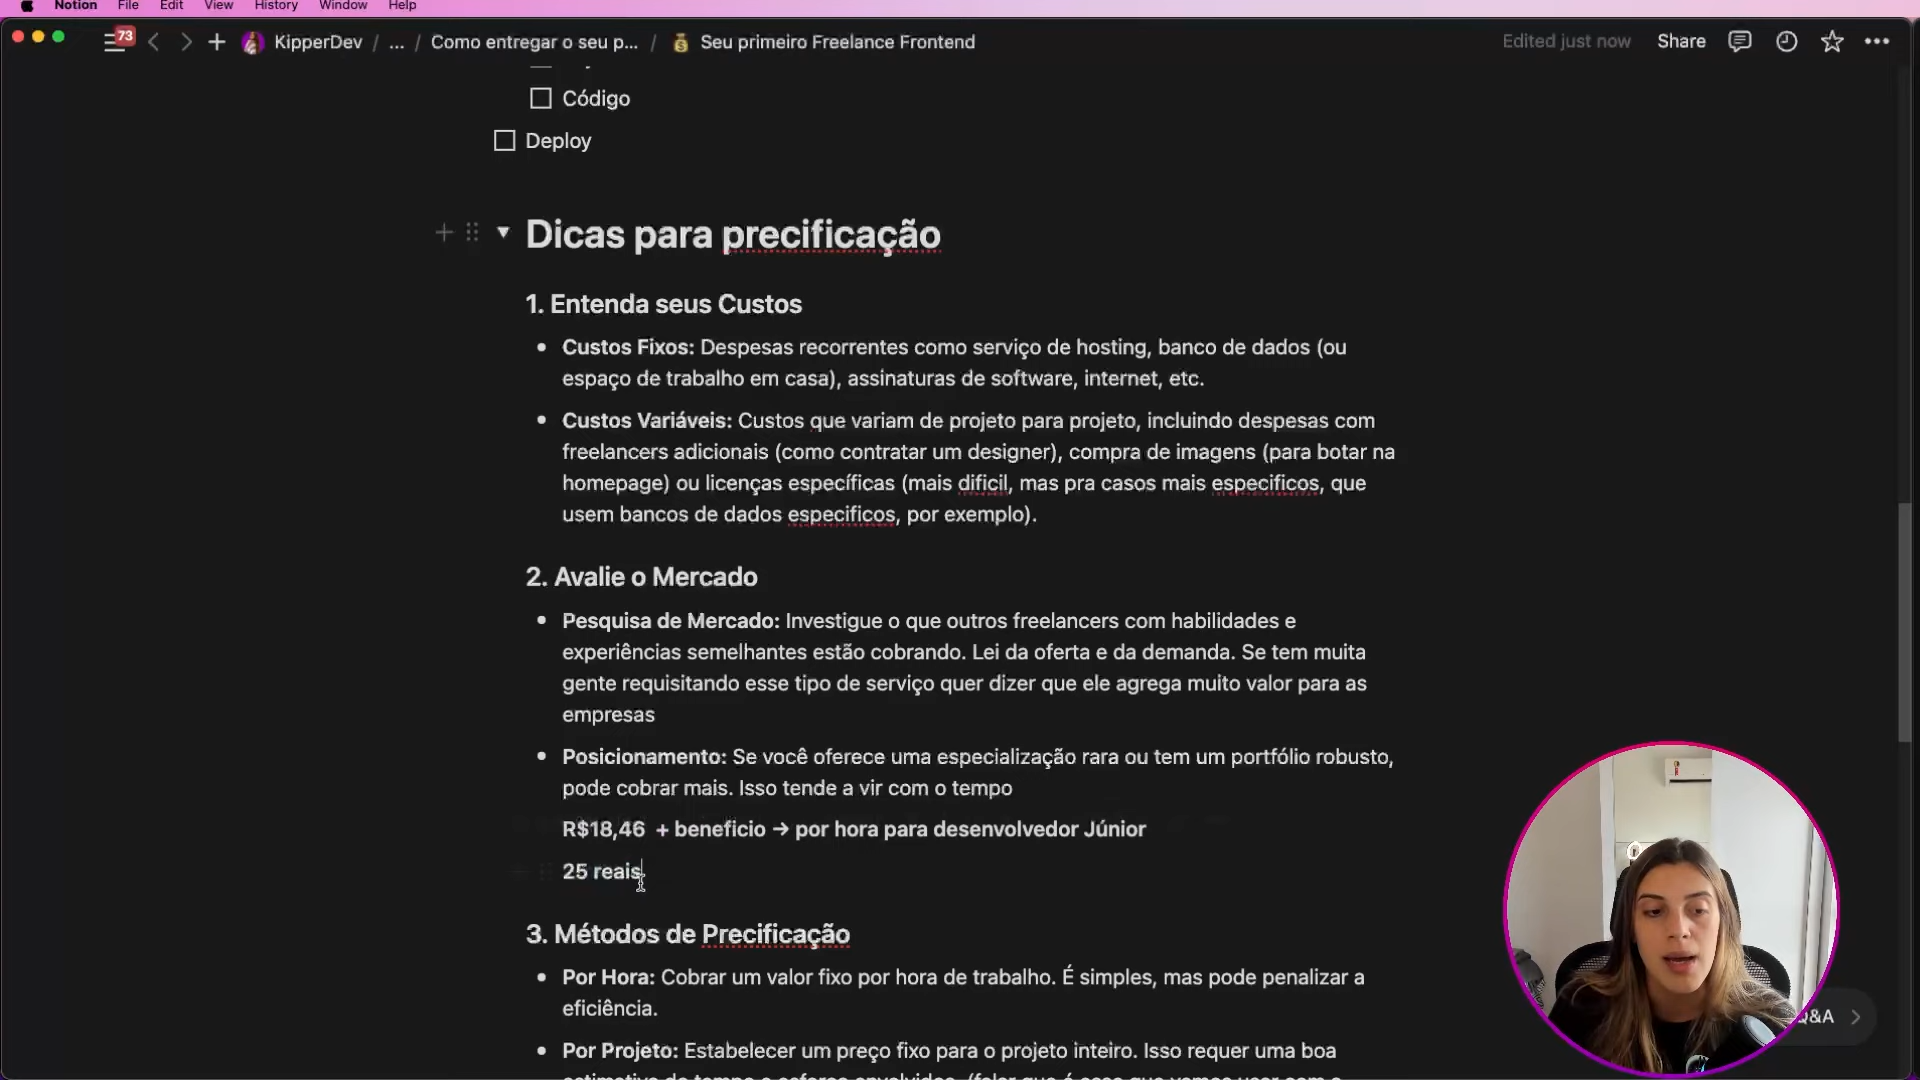 Notion File Edit View History Window Help
73 KipperDev / ... / Como entregar o seu p... / Seu primeiro Freelance Frontend Edited just now Share
Código
Deploy
Dicas para precificação
1. Entenda seus Custos
Custos Fixos: Despesas recorrentes como serviço de hosting, banco de dados (ou
espaço de trabalho em casa), assinaturas de software, internet, etc.
Custos Variáveis: Custos que variam de projeto para projeto, incluindo despesas com
freelancers adicionais (como contratar um designer), compra de imagens (para botar na
homepage) ou licenças específicas (mais dificil, mas pra casos mais especificos, que
usem bancos de dados especificos, por exemplo).
2. Avalie o Mercado
Pesquisa de Mercado: Investigue o que outros freelancers com habilidades e
experiências semelhantes estão cobrando. Lei da oferta e da demanda. Se tem muita
gente requisitando esse tipo de serviço quer dizer que ele agrega muito valor para as
empresas
Posicionamento: Se você oferece uma especialização rara ou tem um portfólio robusto,
pode cobrar mais. Isso tende a vir com o tempo
R$18,46 + beneficio → por hora para desenvolvedor Júnior
25 reais
3. Métodos de Precificação
Por Hora: Cobrar um valor fixo por hora de trabalho. É simples, mas pode penalizar a
eficiência.
Q&A
Por Projeto: Estabelecer um preço fixo para o projeto inteiro. Isso requer uma boa